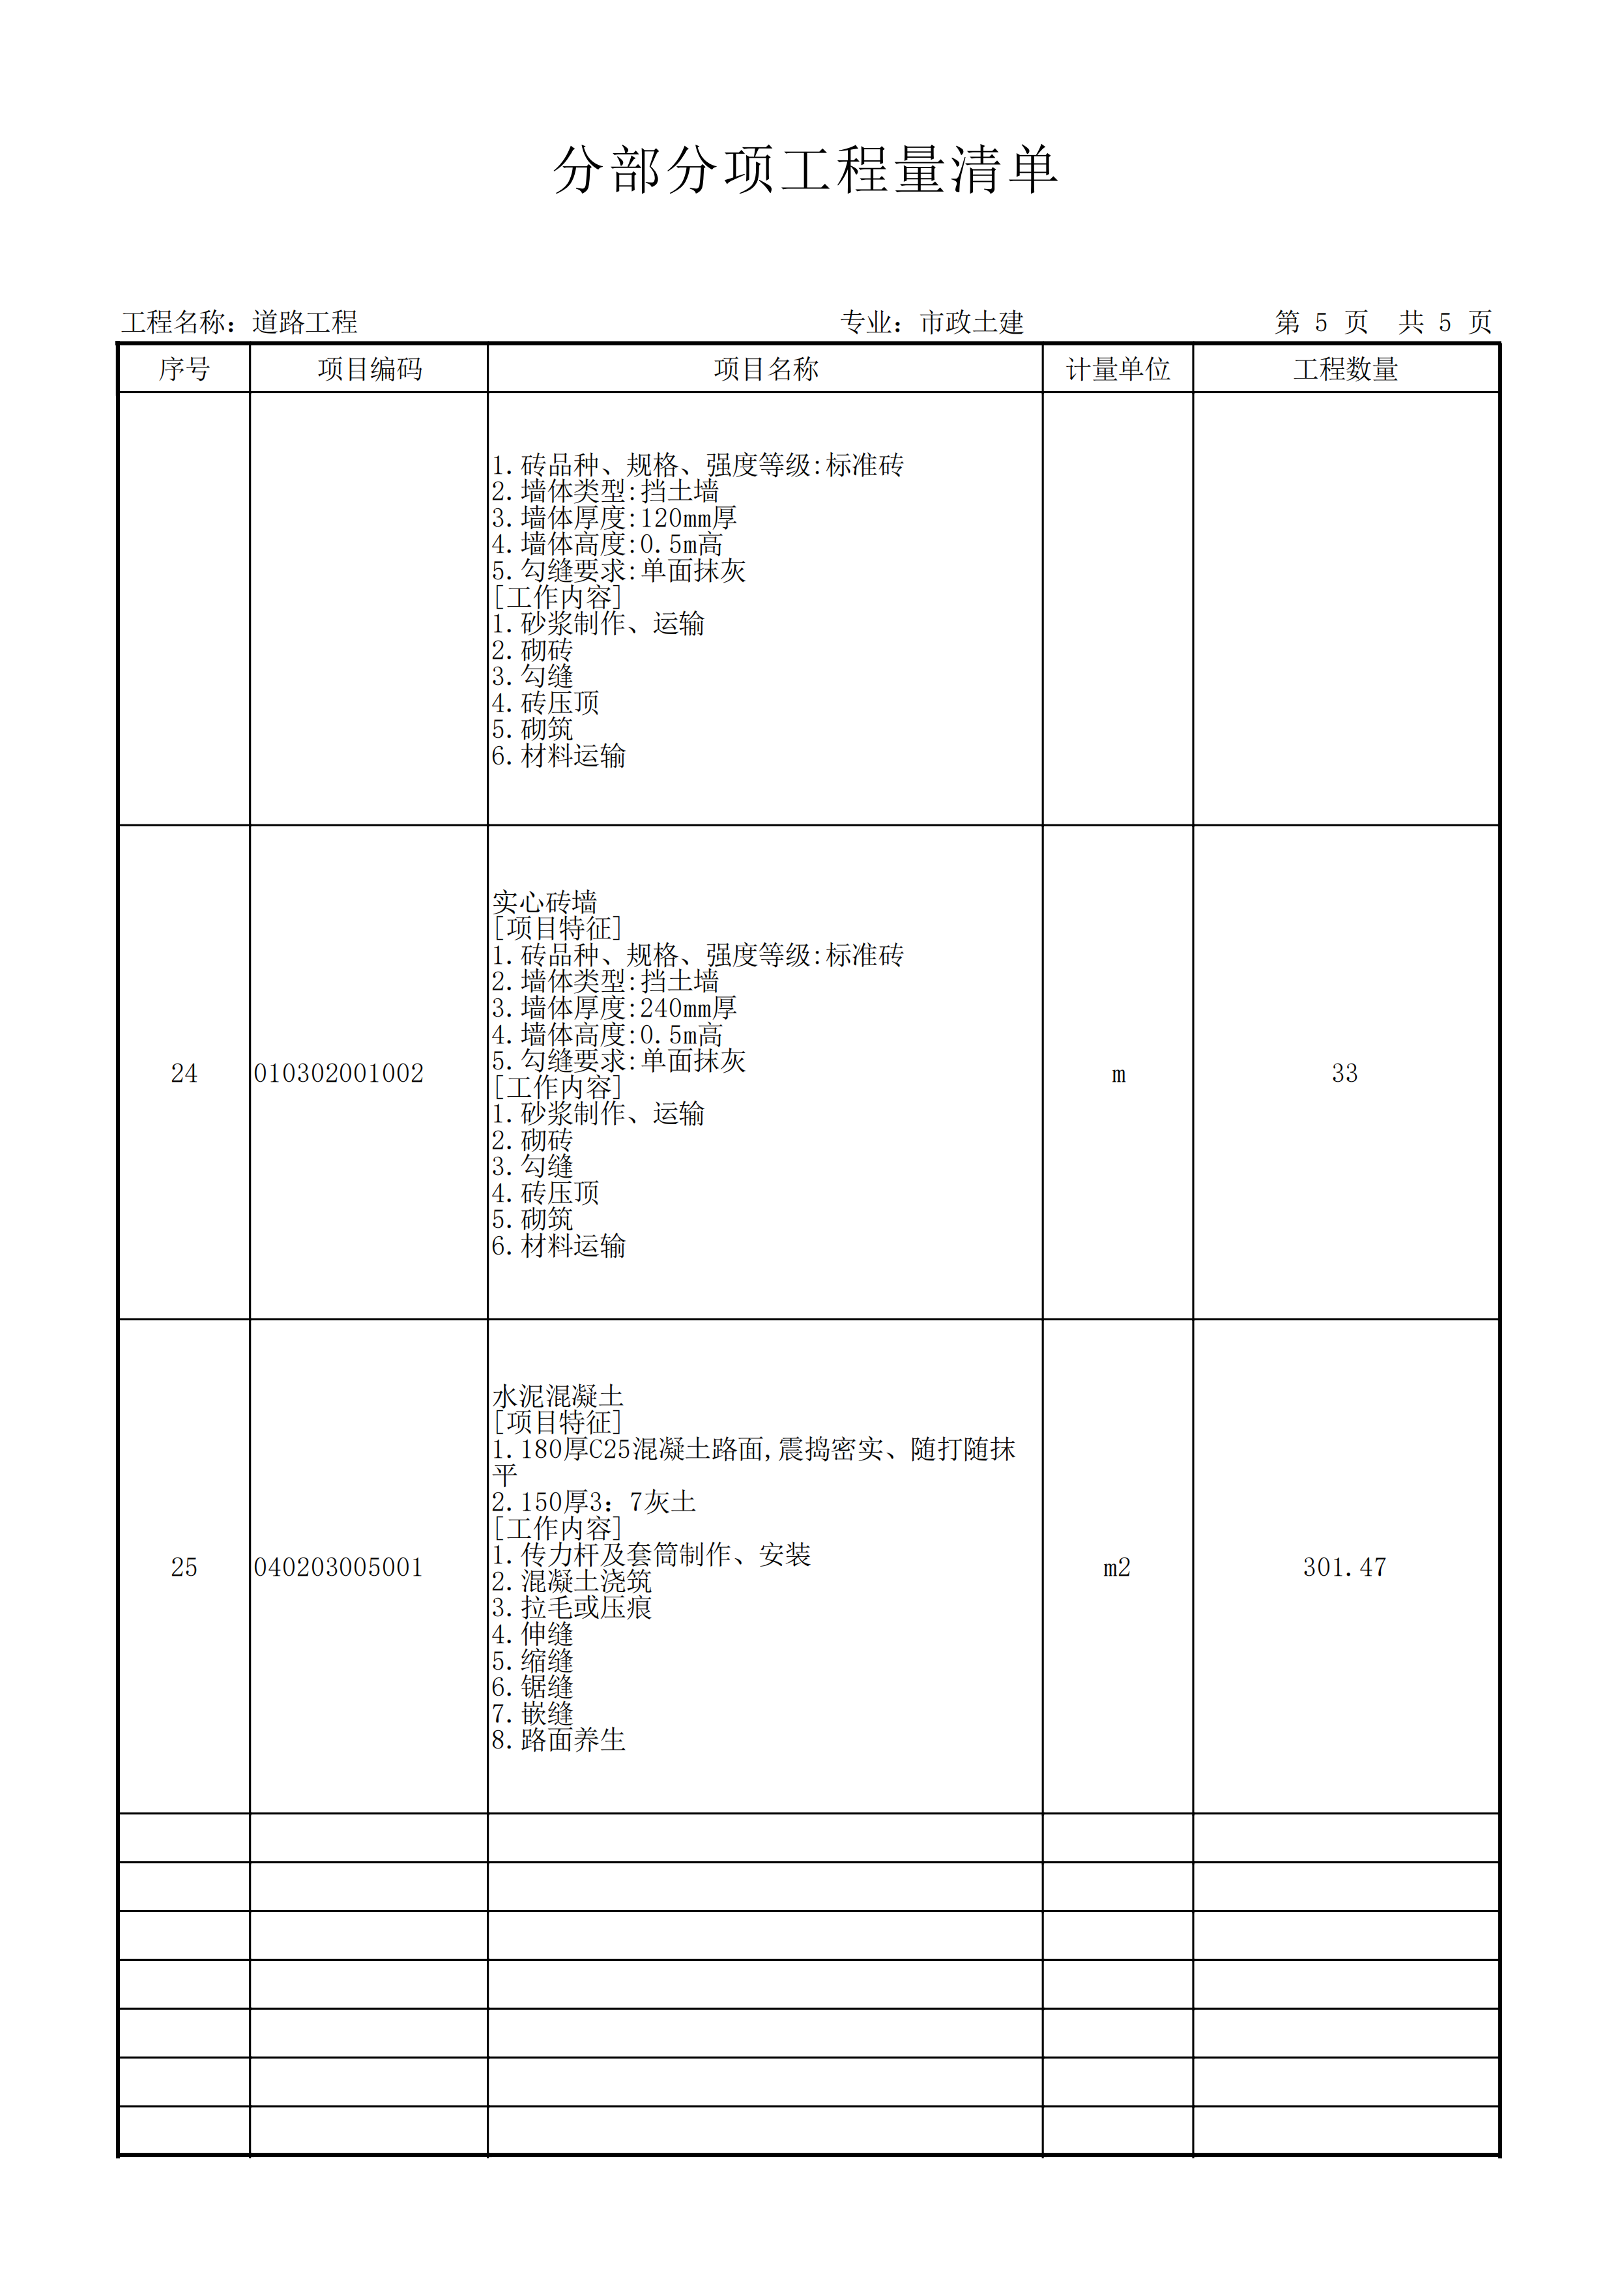 分部分项工程量清单
工程名称：道路工程 专业：市政土建 第 5 页 共 5 页
序号 项目编码 项目名称 计量单位 工程数量
1.砖品种、规格、强度等级:标准砖
2.墙体类型:挡土墙
3.墙体厚度:120mm厚
4.墙体高度:0.5m高
5.勾缝要求:单面抹灰
[工作内容]
1.砂浆制作、运输
2.砌砖
3.勾缝
4.砖压顶
5.砌筑
6.材料运输
24 010302001002
实心砖墙
[项目特征]
1.砖品种、规格、强度等级:标准砖
2.墙体类型:挡土墙
3.墙体厚度:240mm厚
4.墙体高度:0.5m高
5.勾缝要求:单面抹灰
[工作内容]
1.砂浆制作、运输
2.砌砖
3.勾缝
4.砖压顶
5.砌筑
6.材料运输
m 33
25 040203005001
水泥混凝土
[项目特征]
1.180厚C25混凝土路面,震捣密实、随打随抹
平
2.150厚3：7灰土
[工作内容]
1.传力杆及套筒制作、安装
2.混凝土浇筑
3.拉毛或压痕
4.伸缝
5.缩缝
6.锯缝
7.嵌缝
8.路面养生
m2 301.47